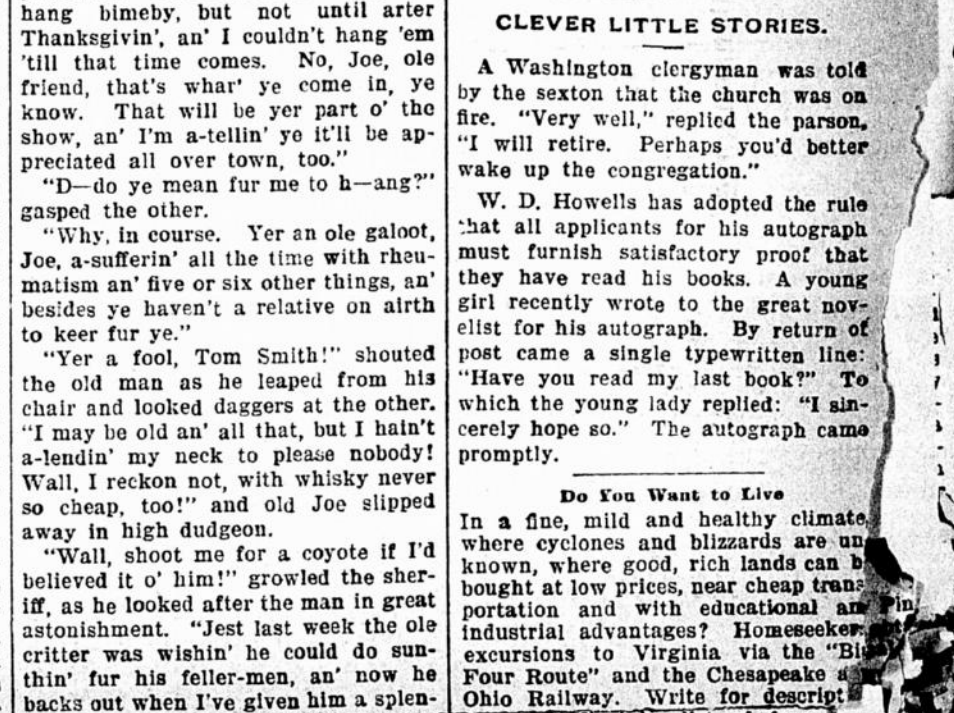 hang bimeby, but not until arter
Thanksgivin', an' I couldn't hang 'em
'till that time comes. No, Joe, ole
friend, that's whar' ye come in, ye
know. That will be yer part o' the
show, an' I'm a-tellin' ye it'll be ap-
preciated all over town, too."
"D—do ye mean fur me to h—ang?"
gasped the other.
"Why, in course. Yer an ole galoot,
Joe, a-sufferin' all the time with rheu-
matism an' five or six other things, an'
besides ye haven't a relative on airth
to keer fur ye."
"Yer a fool, Tom Smith!" shouted
the old man as he leaped from his
chair and looked daggers at the other.
"I may be old an' all that, but I hain't
a-lendin' my neck to please nobody!
Wall, I reckon not, with whisky never
so cheap, too!" and old Joe slipped
away in high dudgeon.
"Wall, shoot me for a coyote if I'd
believed it o' him!" growled the sher-
iff, as he looked after the man in great
astonishment. "Jest last week the ole
critter was wishin' he could do sun-
thin' fur his feller-men, an' now he
backs out when I've given him a splen-
CLEVER LITTLE STORIES.
A Washington clergyman was told
by the sexton that the church was on
fire. "Very well," replied the parson,
"I will retire. Perhaps you'd better
wake up the congregation."
W. D. Howells has adopted the rule
that all applicants for his autograph
must furnish satisfactory proof that
they have read his books. A young
girl recently wrote to the great nov-
elist for his autograph. By return of
post came a single typewritten line:
"Have you read my last book?" To
which the young lady replied: "I sin-
cerely hope so." The autograph came
promptly.
Do You Want to Live
In a fine, mild and healthy climate,
where cyclones and blizzards are un
known, where good, rich lands can b
bought at low prices, near cheap trans
portation and with educational an
industrial advantages? Homeseeker
excursions to Virginia via the "Bi
Four Route" and the Chesapeake
Ohio Railway. Write for descript
Pin